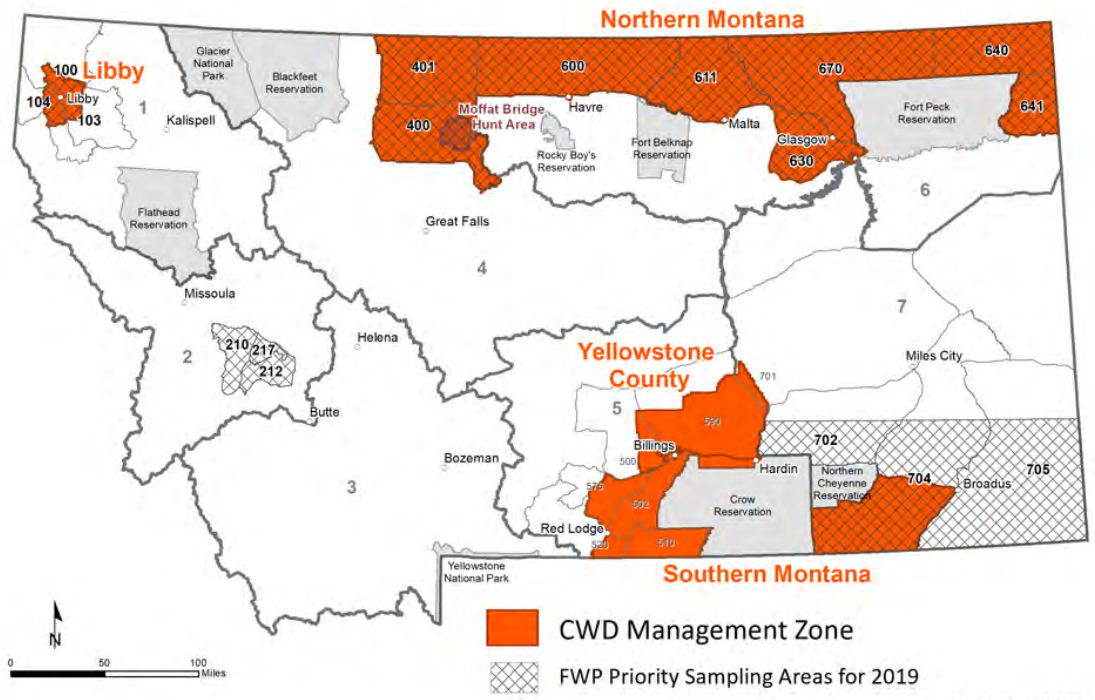 Northern Montana
Libby
100
104
Libby
103
1
Kalispell
Glacier
National
Park
Blackfeet
Reservation
401
600
611
670
640
641
400
Moffat Bridge
Hunt Area
Havre
Rocky Boy's
Reservation
Fort Belknap
Reservation
Malta
Glasgow
630
Fort Peck
Reservation
6
Flathead
Reservation
Great Falls
4
Missoula
2
210
217
212
Helena
Butte
3
Bozeman
7
Miles City
Yellowstone
County
5
701
590
Billings
500
575
502
Hardin
Red Lodge
520
510
Crow
Reservation
702
Northern
Cheyenne
Reservation
704
Broadus
705
Yellowstone
National Park
Southern Montana
N
0 50 100
Miles
CWD Management Zone
FWP Priority Sampling Areas for 2019